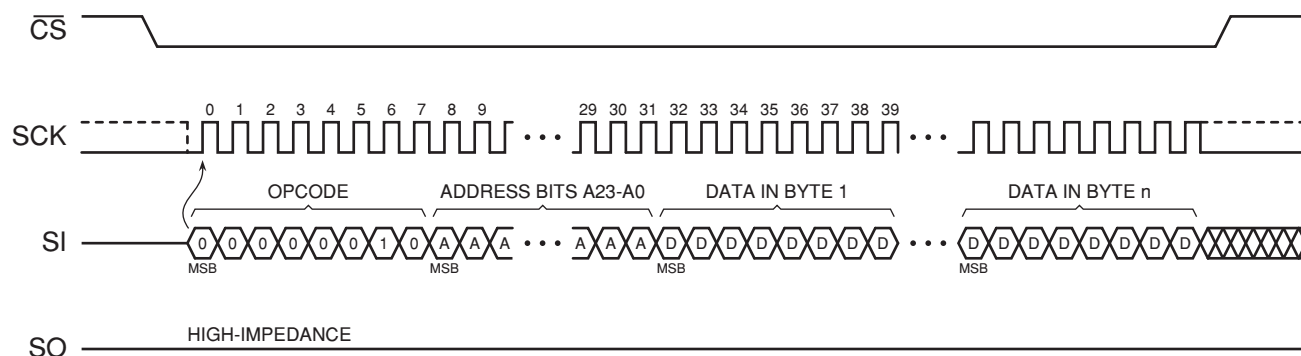 CS
0 1 2 3 4 5 6 7 8 9 29 30 31 32 33 34 35 36 37 38 39
SCK
OPCODE ADDRESS BITS A23-A0 DATA IN BYTE 1 DATA IN BYTE n
SI 0 0 0 0 0 0 1 0 A A A A A A D D D D D D D D D D D D D D D D
MSB MSB MSB MSB
HIGH-IMPEDANCE
SO